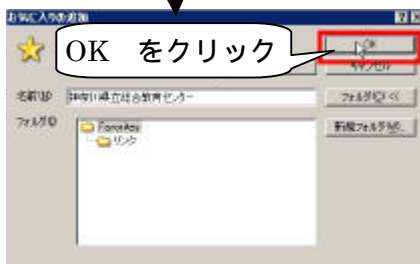 お気に入りの追加
OK をクリック
OK
キャンセル
名前(N)
神奈川県立総合教育センター
フォルダ(C) <<
フォルダ(I)
Favorites
リンク
新規フォルダ(W)...